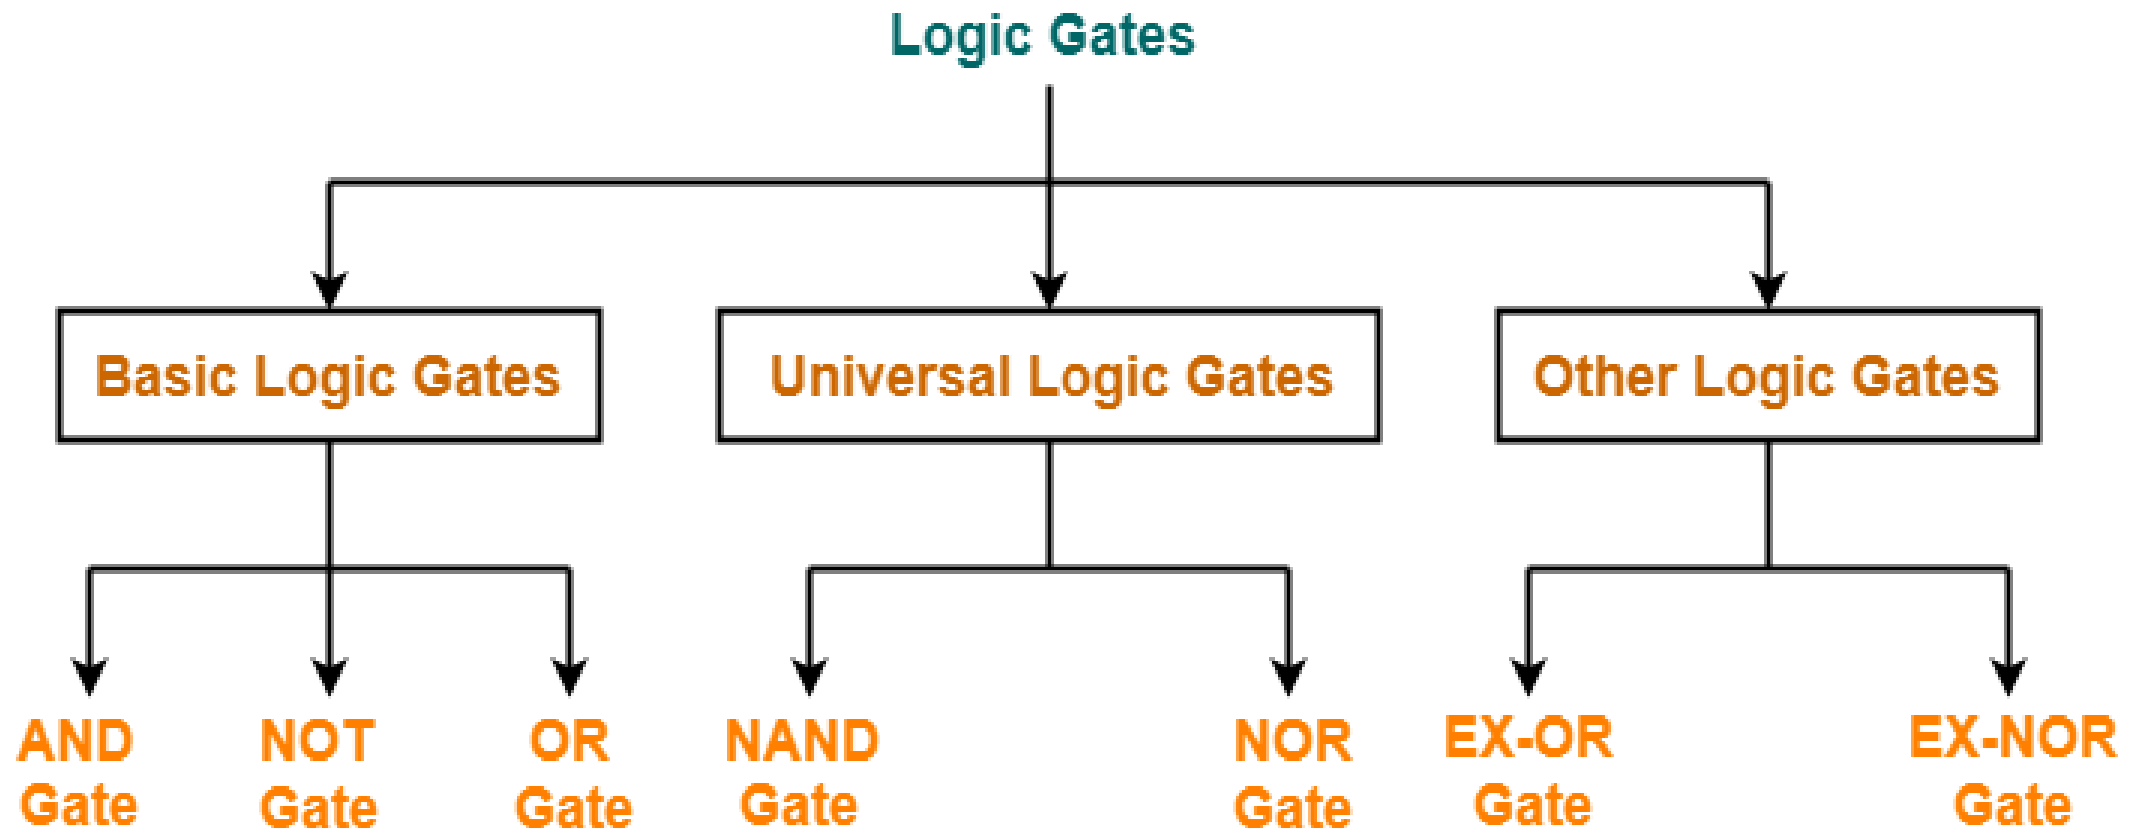 Logic Gates
Basic Logic Gates
Universal Logic Gates
Other Logic Gates
AND
Gate
NOT
Gate
OR
Gate
NAND
Gate
NOR
Gate
EX-OR
Gate
EX-NOR
Gate